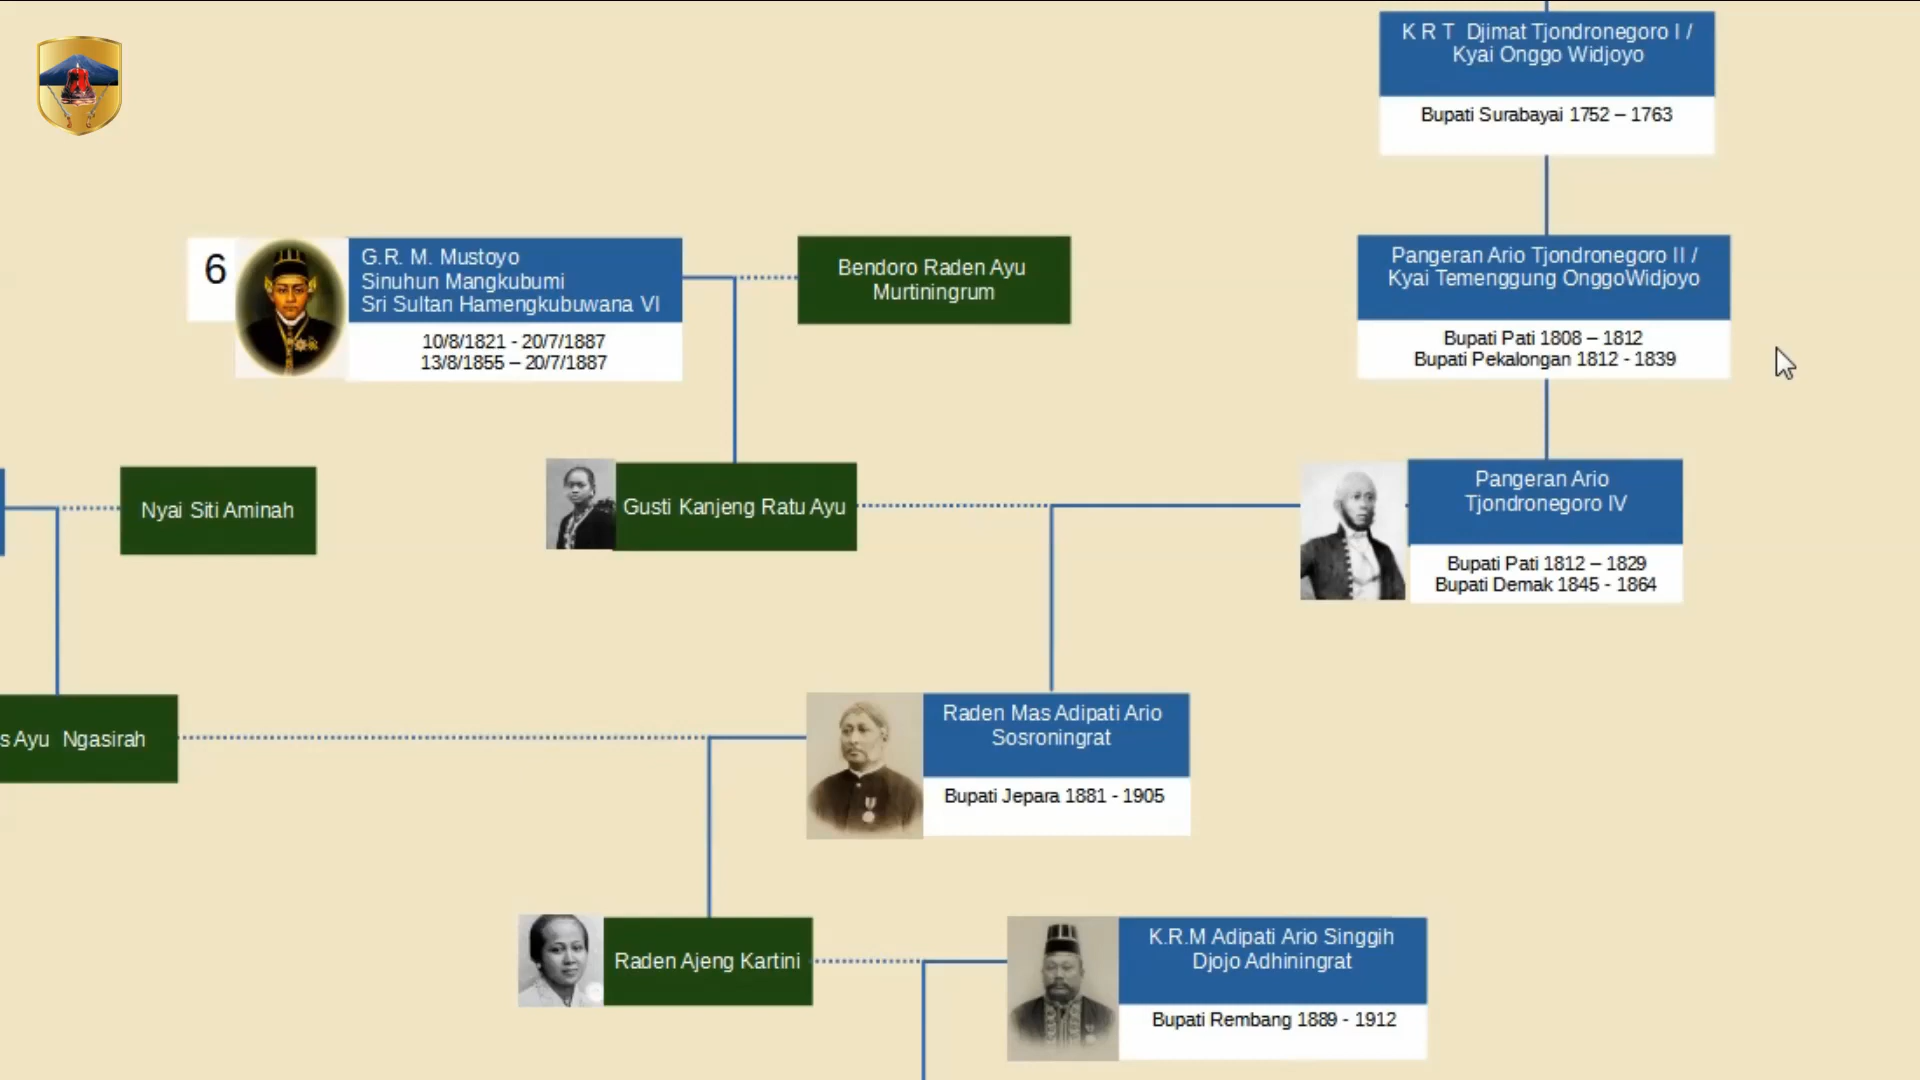 K R T Djimat Tjondronegoro I /
Kyai Onggo Widjoyo
Bupati Surabayai 1752 – 1763
6
G.R. M. Mustoyo
Sinuhun Mangkubumi
Sri Sultan Hamengkubuwana VI
10/8/1821 - 20/7/1887
13/8/1855 – 20/7/1887
Bendoro Raden Ayu
Murtiningrum
Pangeran Ario Tjondronegoro II /
Kyai Temenggung OnggoWidjoyo
Bupati Pati 1808 – 1812
Bupati Pekalongan 1812 - 1839
Nyai Siti Aminah
Gusti Kanjeng Ratu Ayu
Pangeran Ario
Tjondronegoro IV
Bupati Pati 1812 – 1829
Bupati Demak 1845 - 1864
s Ayu Ngasirah
Raden Mas Adipati Ario
Sosroningrat
Bupati Jepara 1881 - 1905
Raden Ajeng Kartini
K.R.M Adipati Ario Singgih
Djojo Adhiningrat
Bupati Rembang 1889 - 1912